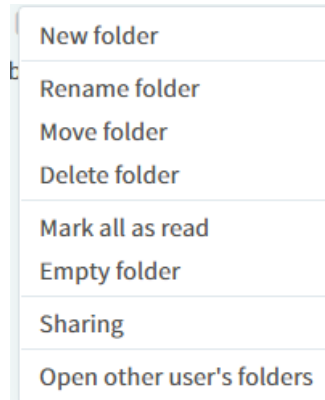 New folder
Rename folder
Move folder
Delete folder
Mark all as read
Empty folder
Sharing
Open other user's folders